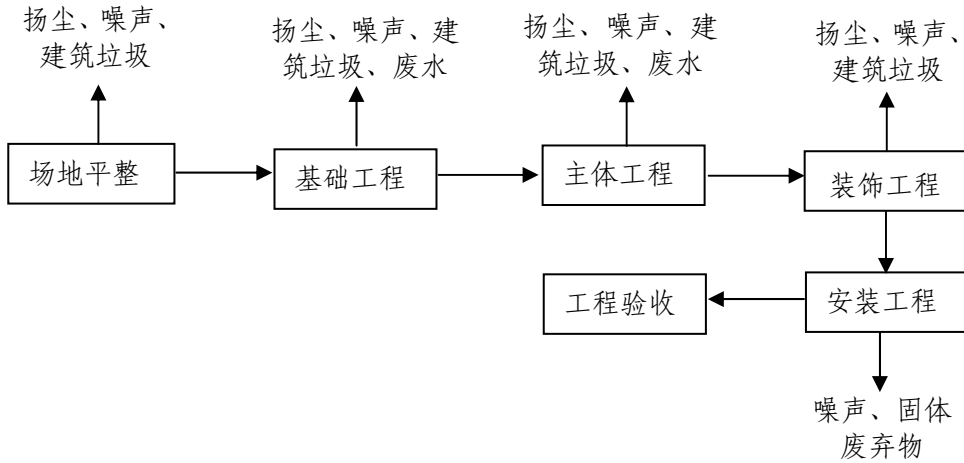 扬尘、噪声、
建筑垃圾
扬尘、噪声、建
筑垃圾、废水
扬尘、噪声、建
筑垃圾、废水
扬尘、噪声、
建筑垃圾
场地平整
基础工程
主体工程
装饰工程
工程验收
安装工程
噪声、固体
废弃物